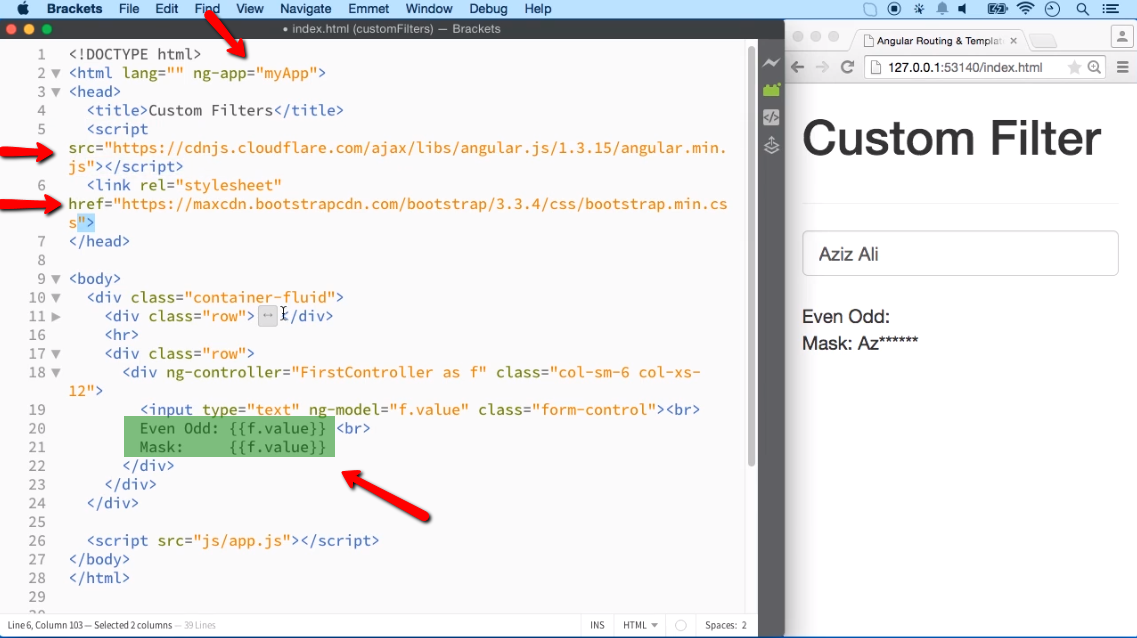 Brackets File Edit Find View Navigate Emmet Window Debug Help
• index.html (customFilters) — Brackets
1 <!DOCTYPE html>
2 <html lang="" ng-app="myApp">
3 <head>
4 <title>Custom Filters</title>
5 <script
src="https://cdnjs.cloudflare.com/ajax/libs/angular.js/1.3.15/angular.min.
js"></script>
6 <link rel="stylesheet"
href="https://maxcdn.bootstrapcdn.com/bootstrap/3.3.4/css/bootstrap.min.cs
s">
7 </head>
8
9 <body>
10 <div class="container-fluid">
11 <div class="row"> </div>
16 <hr>
17 <div class="row">
18 <div ng-controller="FirstController as f" class="col-sm-6 col-xs-
12">
19 <input type="text" ng-model="f.value" class="form-control"><br>
20 Even Odd: {{f.value}} <br>
21 Mask: {{f.value}}
22 </div>
23 </div>
24 </div>
25
26 <script src="js/app.js"></script>
27 </body>
28 </html>
29
Line 6, Column 103 — Selected 2 columns — 39 Lines
INS HTML Spaces: 2
Angular Routing & Templat
127.0.0.1:53140/index.html
Custom Filter
Aziz Ali
Even Odd:
Mask: Az******